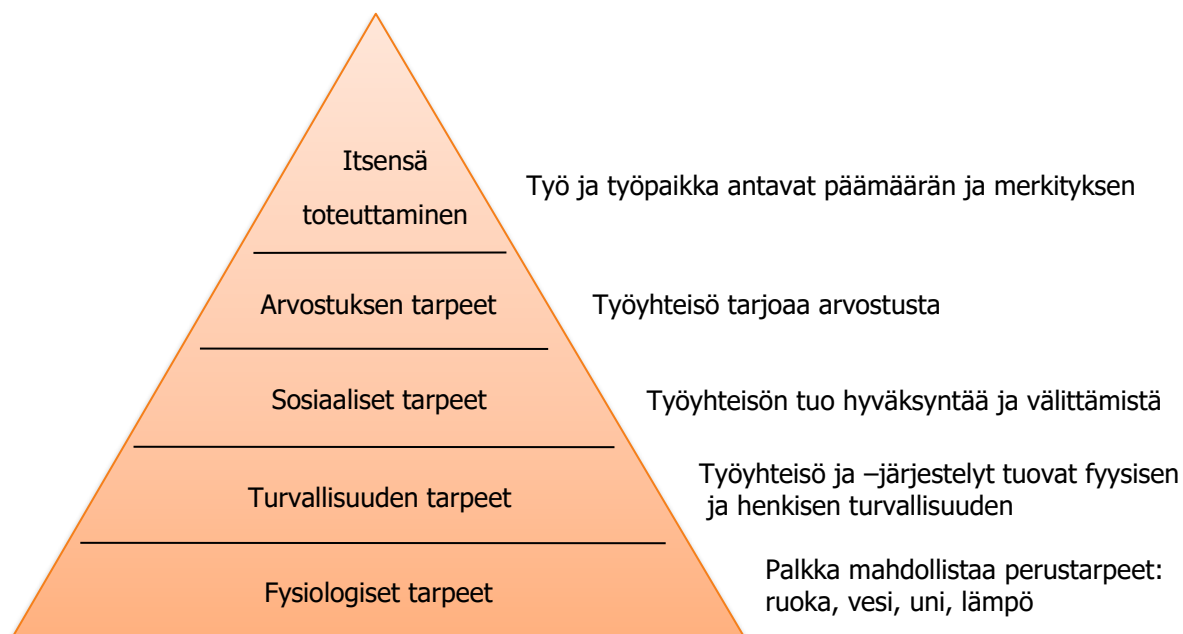 Itsensä
toteuttaminen
Työ ja työpaikka antavat päämäärän ja merkityksen
Arvostuksen tarpeet
Työyhteisö tarjoaa arvostusta
Sosiaaliset tarpeet
Työyhteisön tuo hyväksyntää ja välittämistä
Turvallisuuden tarpeet
Työyhteisö ja –järjestelyt tuovat fyysisen
ja henkisen turvallisuuden
Fysiologiset tarpeet
Palkka mahdollistaa perustarpeet:
ruoka, vesi, uni, lämpö